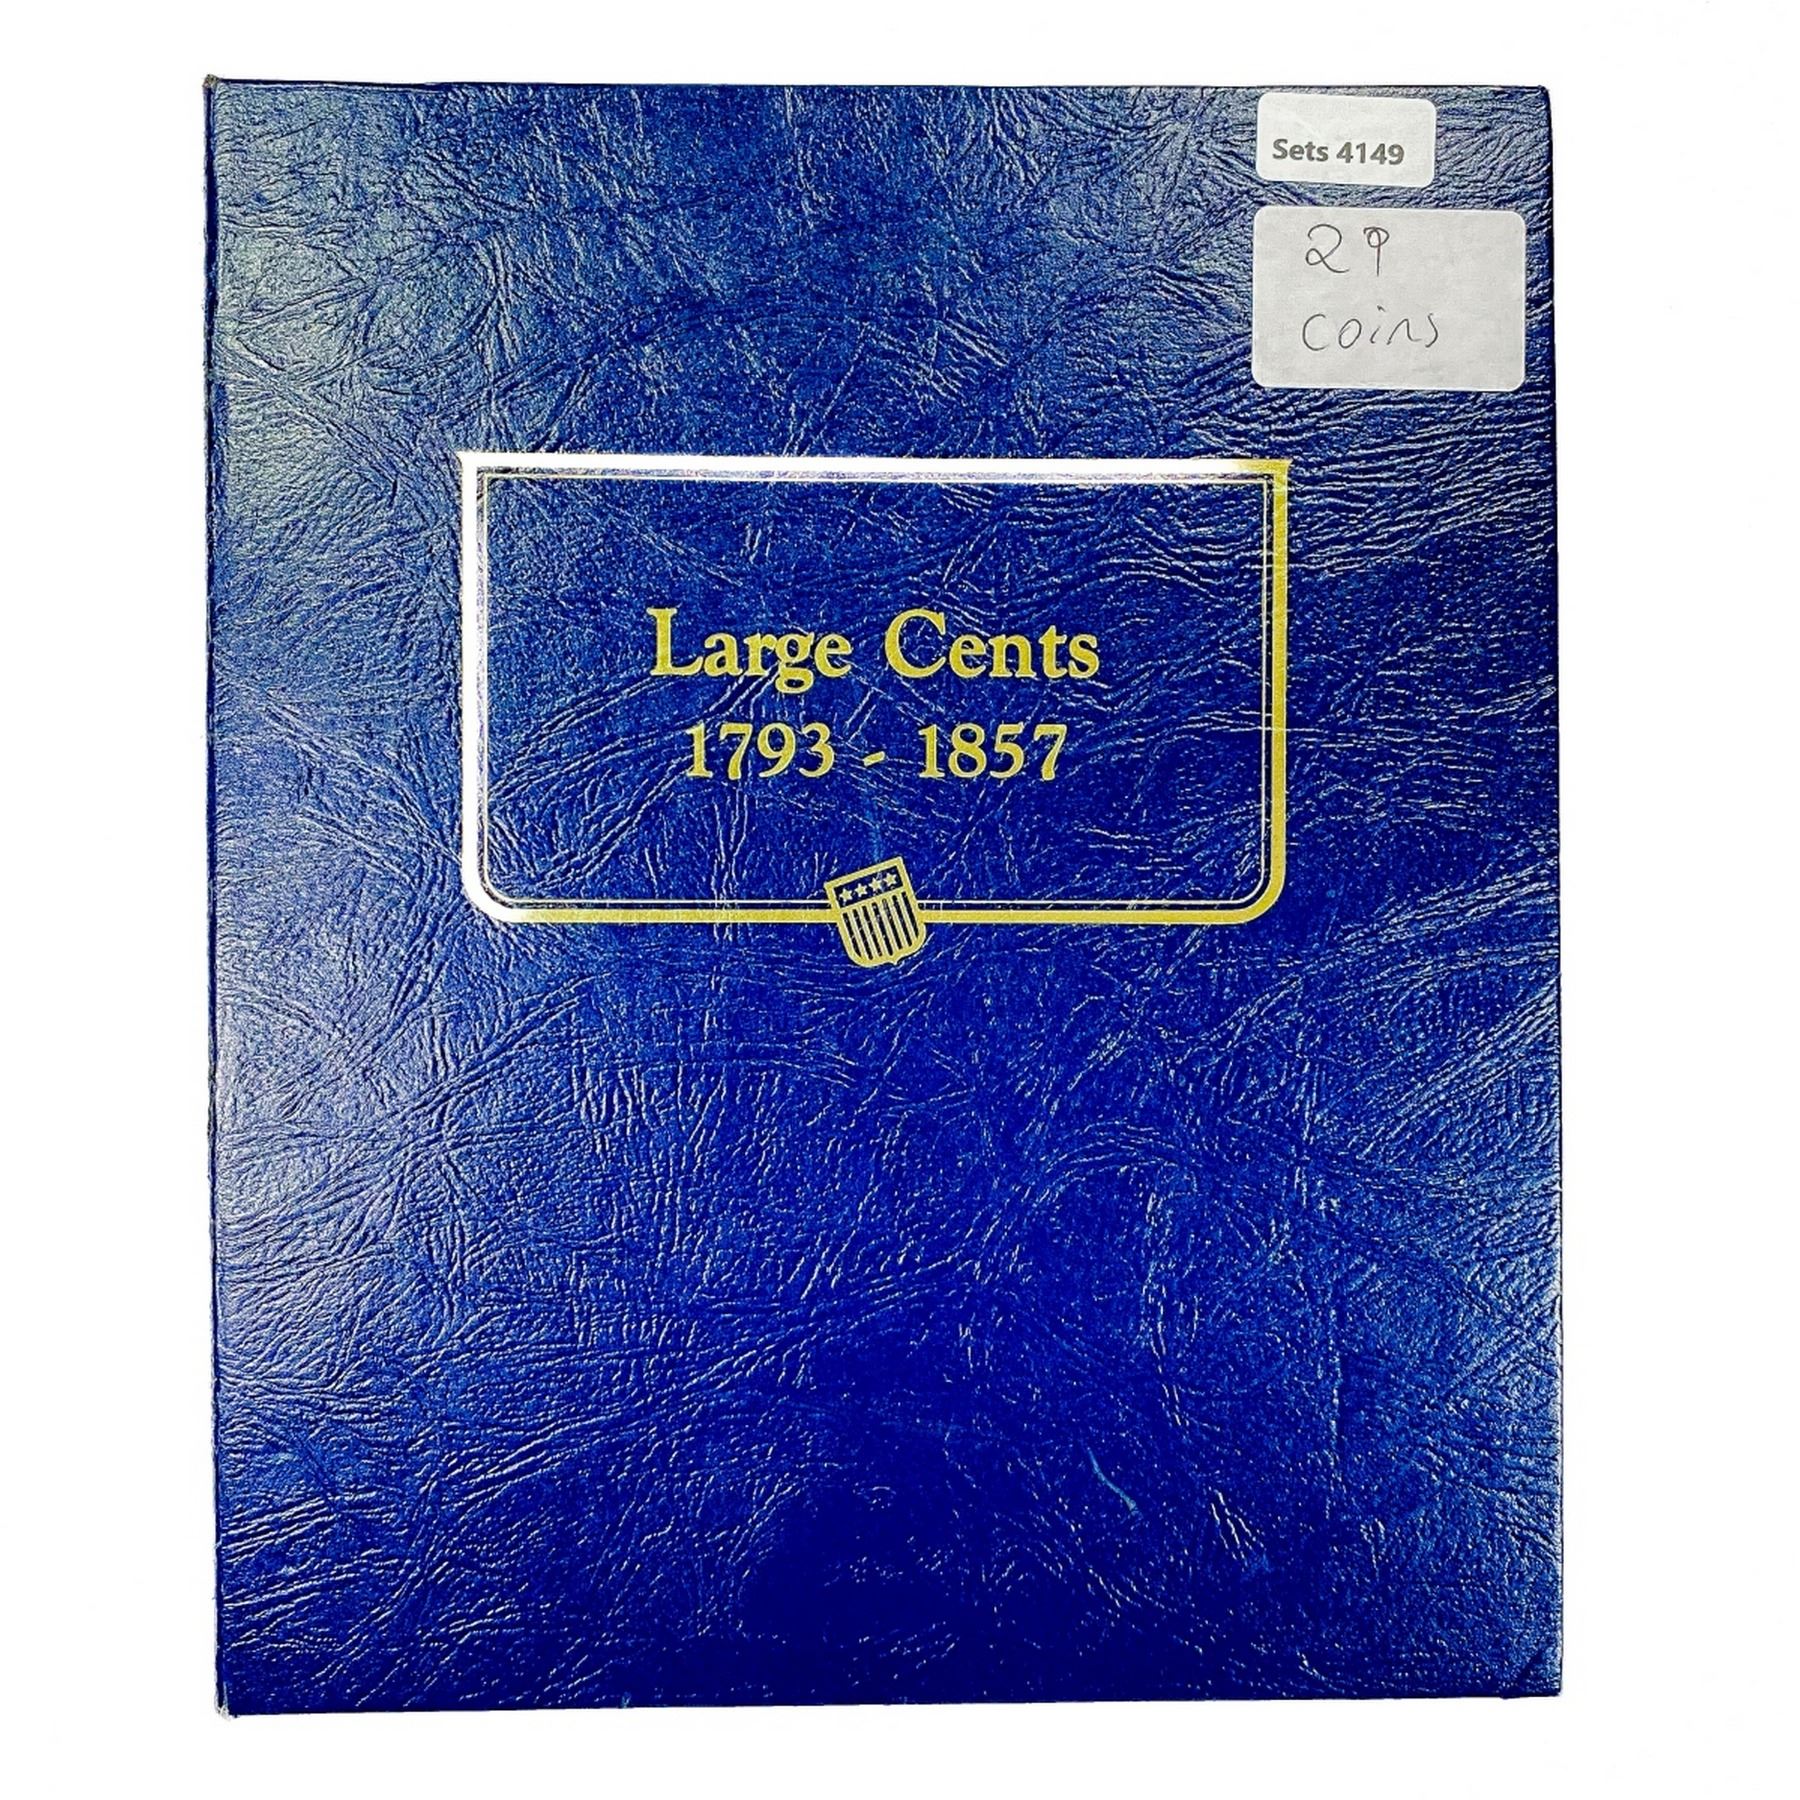 Sets 4149
29
coins
Large Cents
1793 - 1857